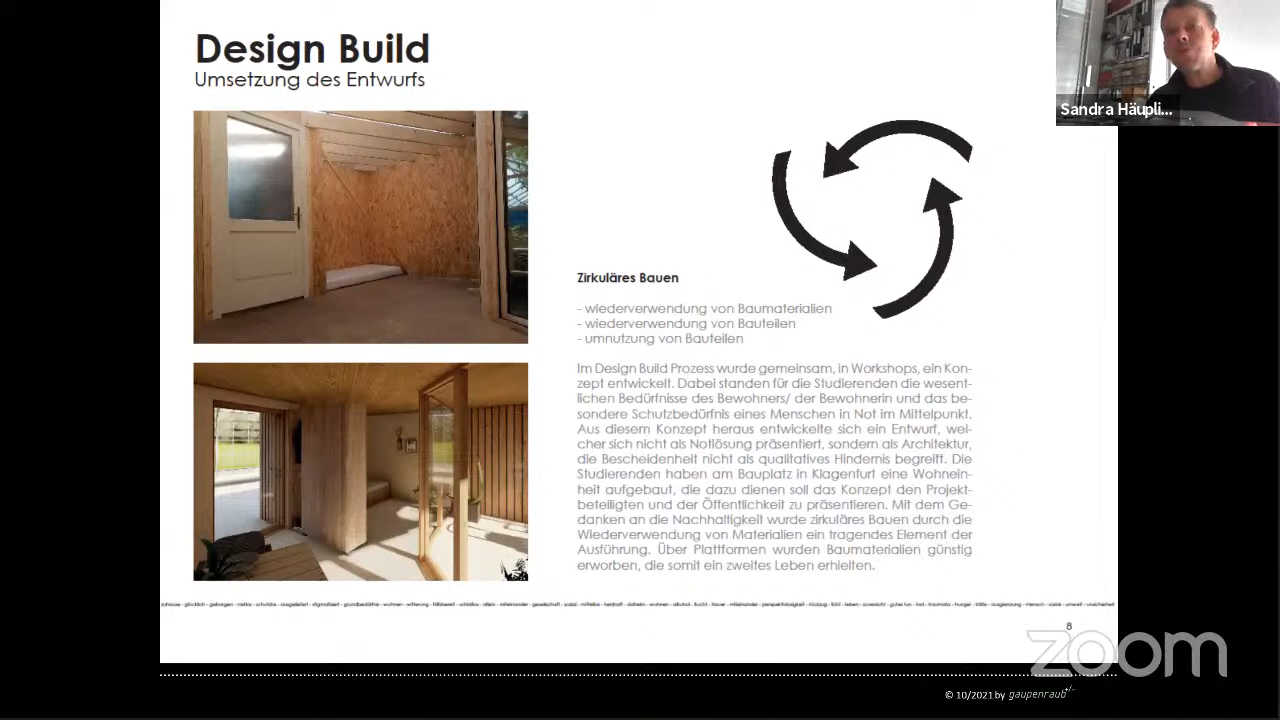 Design Build
Umsetzung des Entwurfs
Sandra Häupli...
Zirkuläres Bauen
- wiederverwendung von Baumaterialien
- wiederverwendung von Bauteilen
- umnutzung von Bauteilen
Im Design Build Prozess wurde gemeinsam, in Workshops, ein Kon-
zept entwickelt. Dabei standen für die Studierenden die wesent-
lichen Bedürfnisse des Bewohners/ der Bewohnerin und das be-
sondere Schutzbedürfnis eines Menschen in Not im Mittelpunkt.
Aus diesem Konzept heraus entwickelte sich ein Entwurf, wel-
cher sich nicht als Notlösung präsentiert, sondern als Architektur,
die Bescheidenheit nicht als qualitatives Hindernis begreift. Die
Studierenden haben am Bauplatz in Klagenfurt eine Wohnein-
heit aufgebaut, die dazu dienen soll das Konzept den Projekt-
beteiligten und der Öffentlichkeit zu präsentieren. Mit dem Ge-
danken an die Nachhaltigkeit wurde zirkuläres Bauen durch die
Wiederverwendung von Materialien ein tragendes Element der
Ausführung. Über Plattformen wurden Baumaterialien günstig
erworben, die somit ein zweites Leben erhielten.
8
zoom
© 10/2021 by gaupenraub +/-